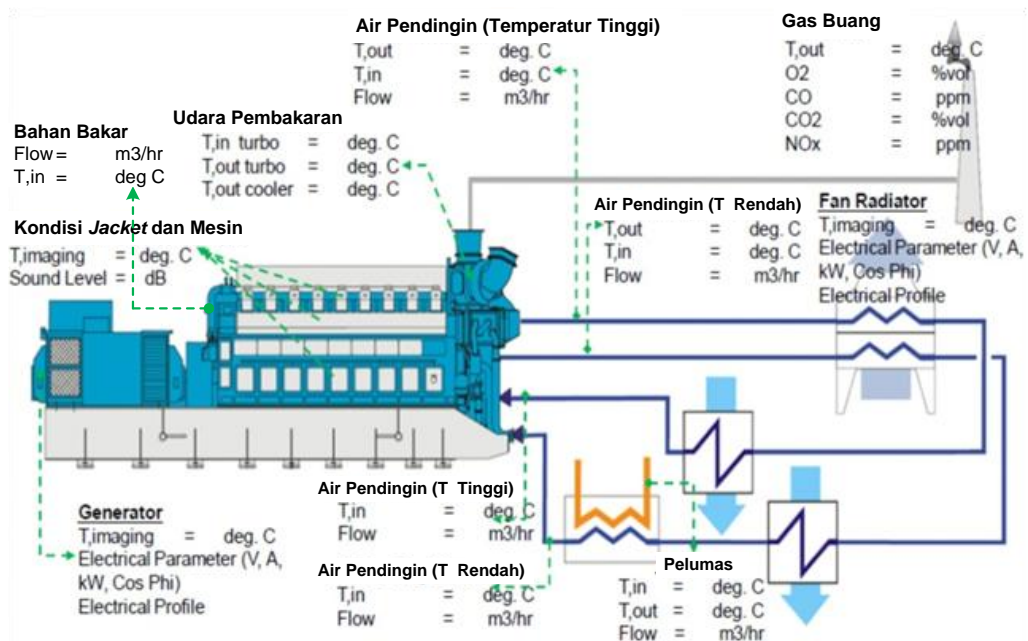 Air Pendingin (Temperatur Tinggi)
T,out = deg. C
T,in = deg. C
Flow = m3/hr
Gas Buang
T,out = deg. C
O2 = %vol
CO = ppm
CO2 = %vol
NOx = ppm
Bahan Bakar
Flow = m3/hr
T,in = deg C
Udara Pembakaran
T,in turbo = deg. C
T,out turbo = deg. C
T,out cooler = deg. C
Kondisi Jacket dan Mesin
T,imaging = deg. C
Sound Level = dB
Air Pendingin (T Rendah)
T,out = deg. C
T,in = deg. C
Flow = m3/hr
Fan Radiator
T,imaging = deg. C
Electrical Parameter (V, A,
kW, Cos Phi)
Electrical Profile
Generator
T,imaging = deg. C
Electrical Parameter (V, A,
kW, Cos Phi)
Electrical Profile
Air Pendingin (T Tinggi)
T,in = deg. C
Flow = m3/hr
Air Pendingin (T Rendah)
T,in = deg. C
Flow = m3/hr
Pelumas
T,in = deg. C
T,out = deg. C
Flow = m3/hr